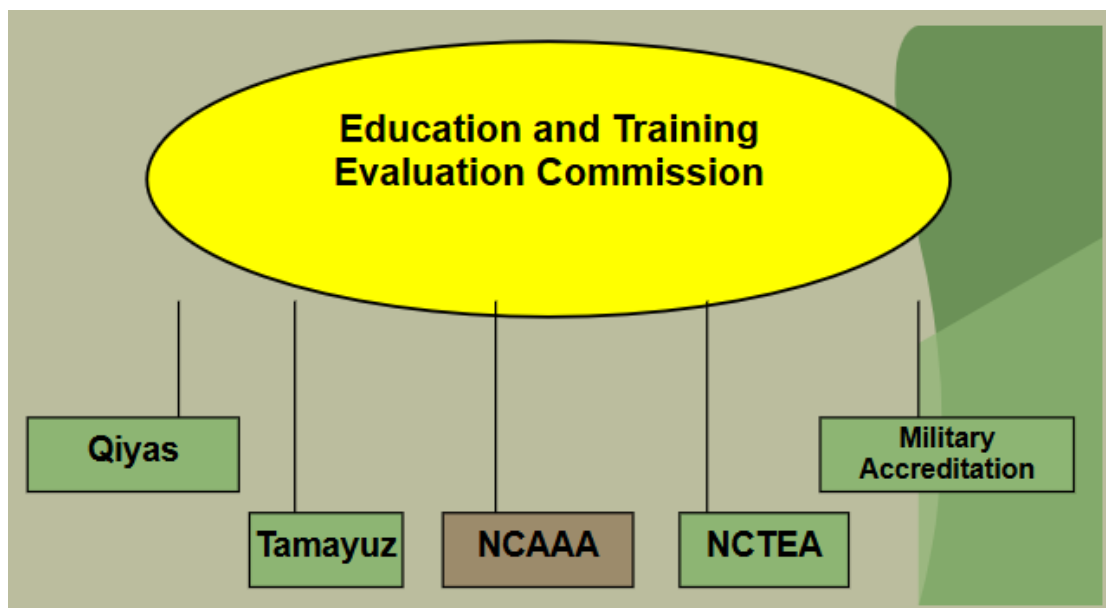 Education and Training
Evaluation Commission
Qiyas
Military
Accreditation
Tamayuz
NCAAA
NCTEA